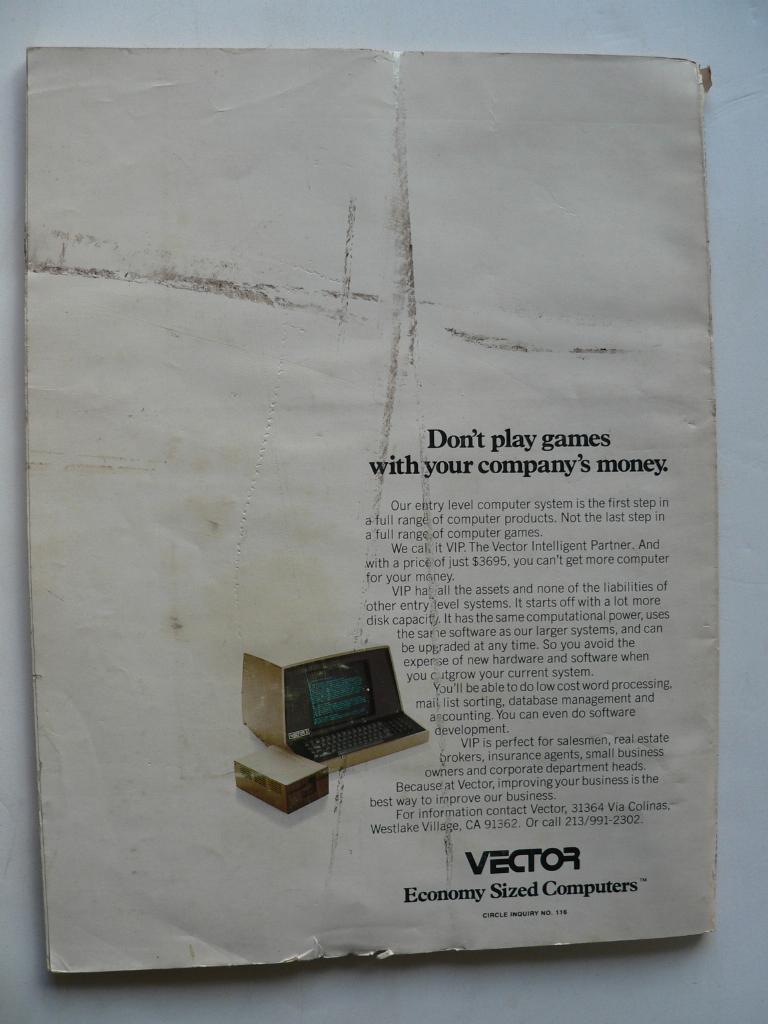 Don't play games
with your company's money.
Our entry level computer system is the first step in
a full range of computer products. Not the last step in
a full range of computer games.
We call it VIP. The Vector Intelligent Partner. And
with a price of just $3695, you can't get more computer
for your money.
VIP has all the assets and none of the liabilities of
other entry level systems. It starts off with a lot more
disk capacity. It has the same computational power, uses
the same software as our larger systems, and can
be upgraded at any time. So you avoid the
expense of new hardware and software when
you outgrow your current system.
You'll be able to do low cost word processing,
mail list sorting, database management and
accounting. You can even do software
development.
VIP is perfect for salesmen, real estate
brokers, insurance agents, small business
owners and corporate department heads.
Because at Vector, improving your business is the
best way to improve our business.
For information contact Vector, 31364 Via Colinas,
Westlake Village, CA 91362. Or call 213/991-2302.
VECTOR
Economy Sized Computers™
CIRCLE INQUIRY NO. 116